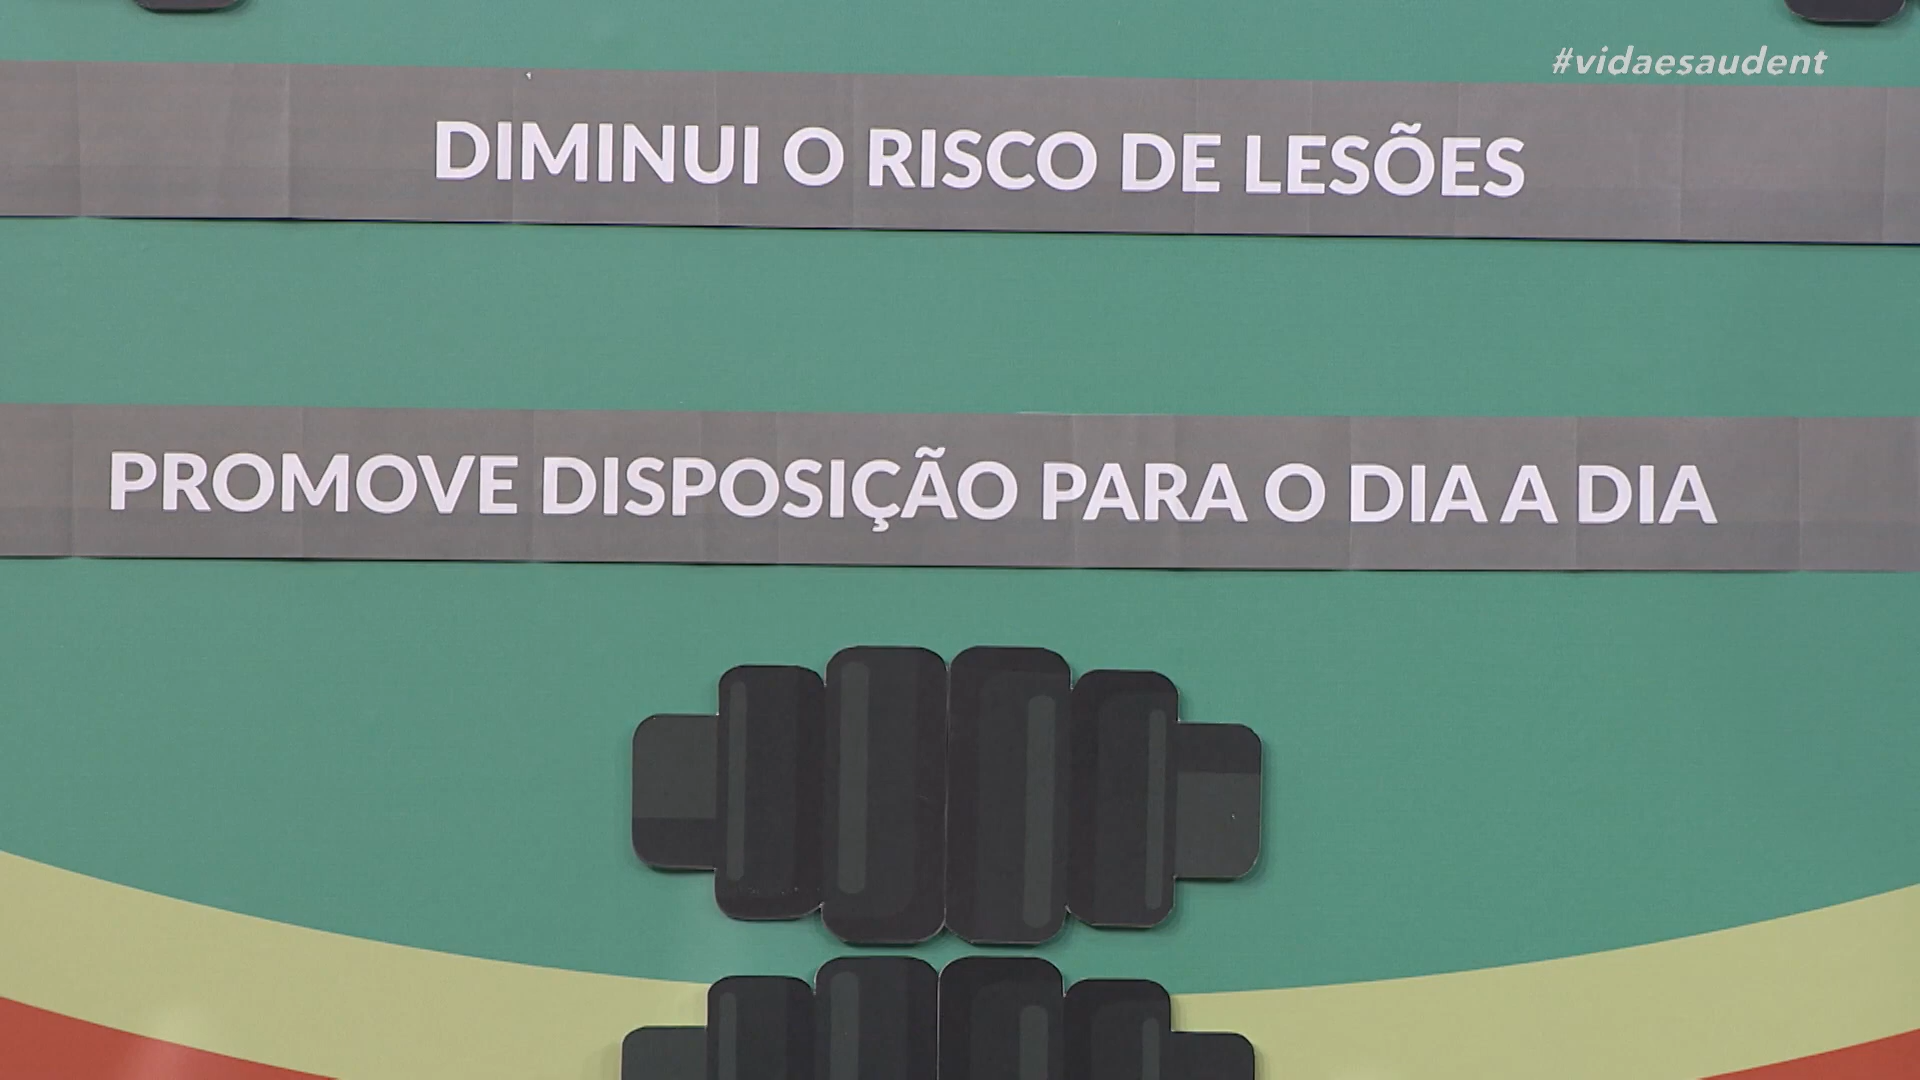 #vidaesaudent
DIMINUI O RISCO DE LESÕES
PROMOVE DISPOSIÇÃO PARA O DIA A DIA